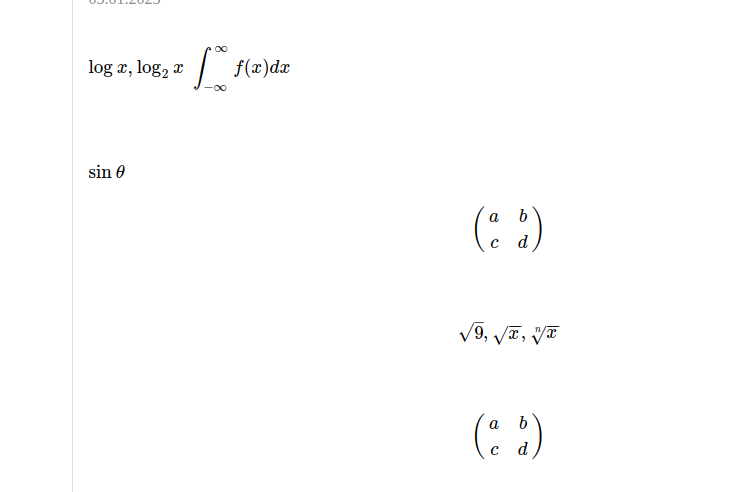 log x, log₂ x ∫_{−∞}^{∞} f(x)dx
sin θ
a b
c d
√9, √x, ⁿ√x
a b
c d